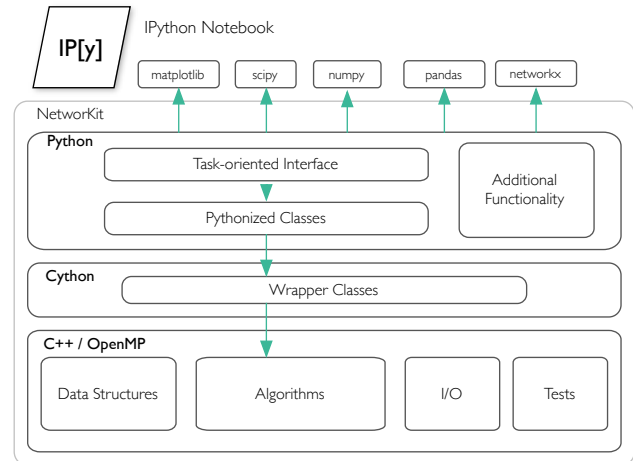 IP[y]
IPython Notebook
matplotlib
scipy
numpy
pandas
networkx
NetworKit
Python
Task-oriented Interface
Pythonized Classes
Additional
Functionality
Cython
Wrapper Classes
C++ / OpenMP
Data Structures
Algorithms
I/O
Tests